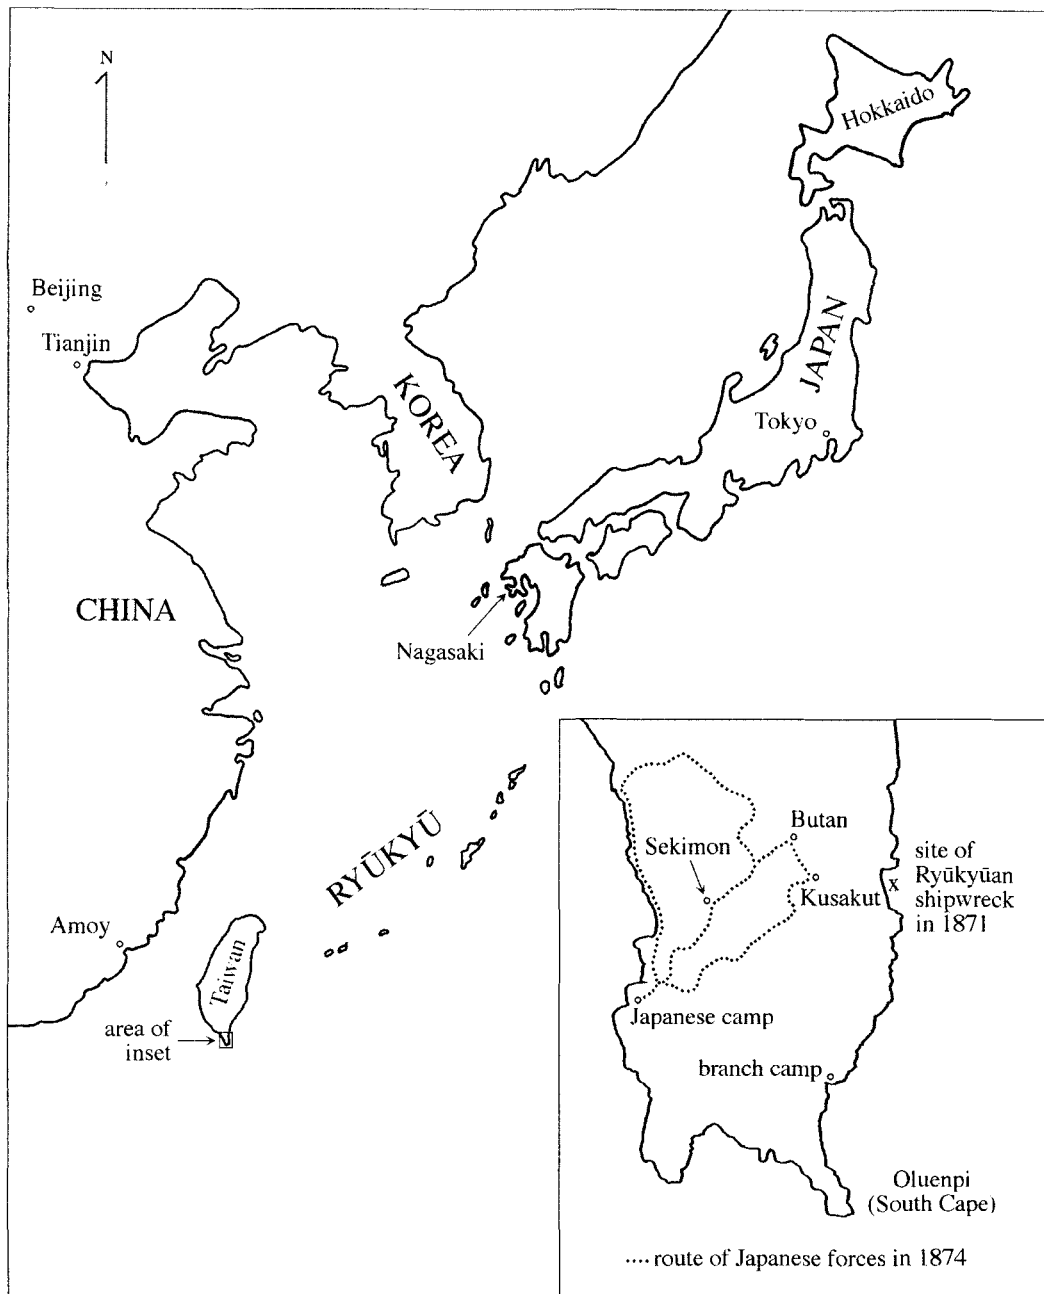 N
Hokkaido
Beijing
Tianjin
JAPAN
KOREA
Tokyo
CHINA
Nagasaki
RYŪKYŪ
Amoy
Taiwan
area of
inset
Butan
Sekimon
site of
Ryūkyūan
shipwreck
in 1871
Kusakut
x
Japanese camp
branch camp
Oluenpi
(South Cape)
.... route of Japanese forces in 1874